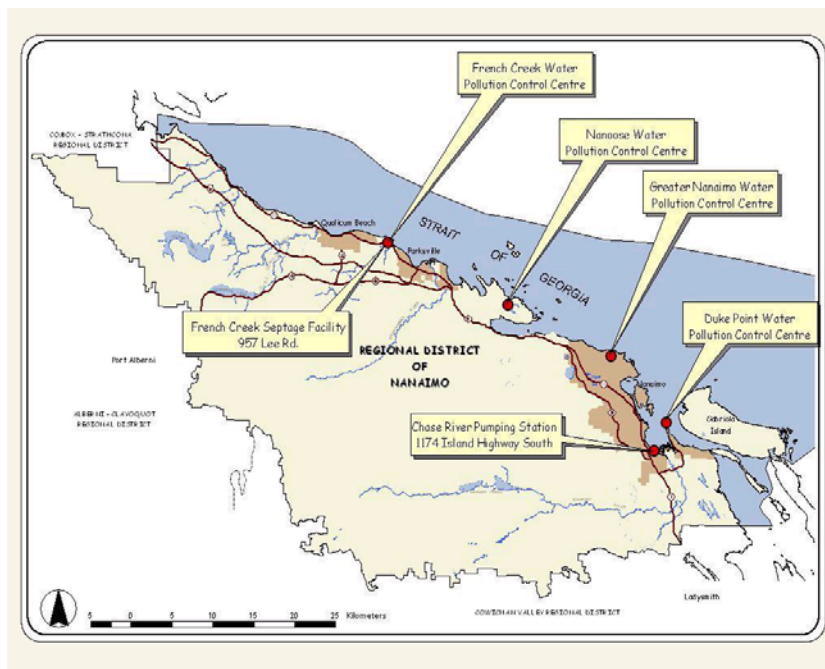 French Creek Water
Pollution Control Centre
Nanoose Water
Pollution Control Centre
Greater Nanaimo Water
Pollution Control Centre
COMOX - STRATHCONA
REGIONAL DISTRICT
Qualicum Beach
STRAIT OF GEORGIA
Parksville
Duke Point Water
Pollution Control Centre
French Creek Septage Facility
957 Lee Rd.
REGIONAL DISTRICT
OF
NANAIMO
Port Alberni
Nanaimo
ALBERNI - CLAYOQUOT
REGIONAL DISTRICT
Gabriola
Island
Chase River Pumping Station
1174 Island Highway South
Ladysmith
5 0 5 10 15 20 25 Kilometers
COWICHAN VALLEY REGIONAL DISTRICT